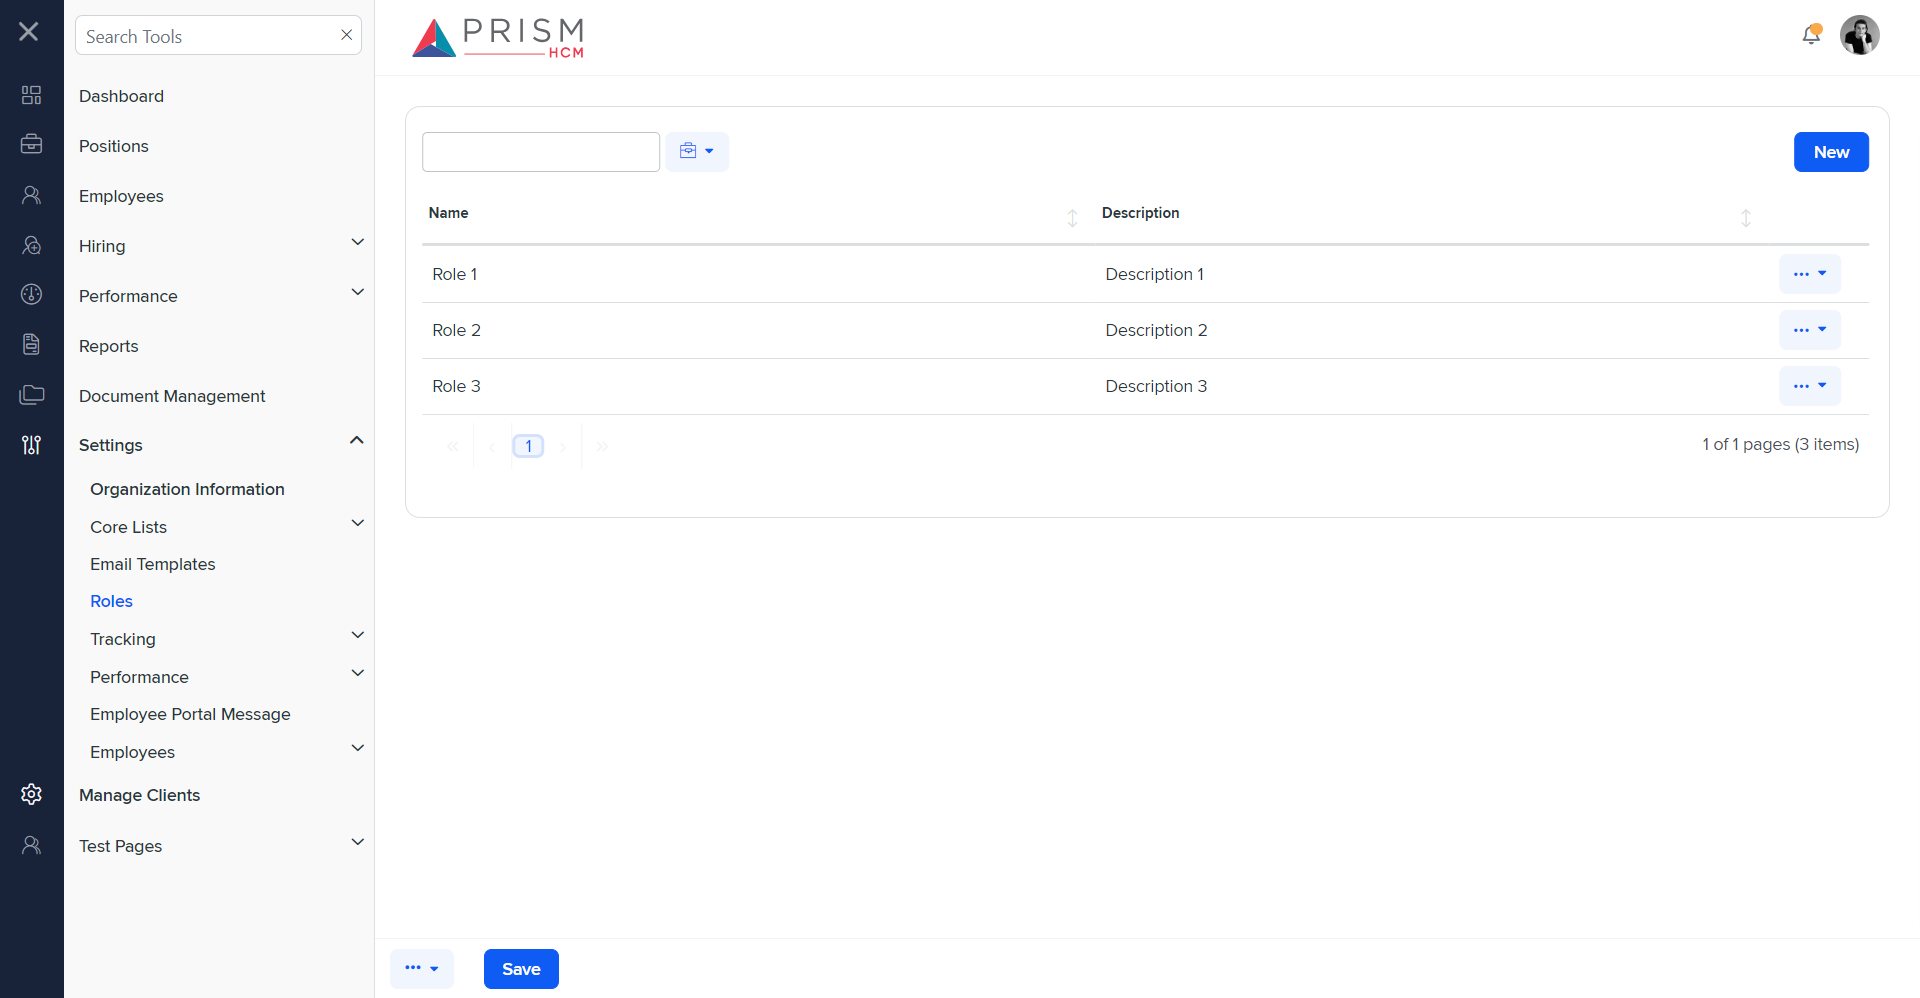 Search Tools
Dashboard
Positions
Employees
Hiring
Performance
Reports
Document Management
Settings
Organization Information
Core Lists
Email Templates
Roles
Tracking
Performance
Employee Portal Message
Employees
Manage Clients
Test Pages
PRISM
HCM
New
Name Description
Role 1 Description 1
Role 2 Description 2
Role 3 Description 3
1
1 of 1 pages (3 items)
Save